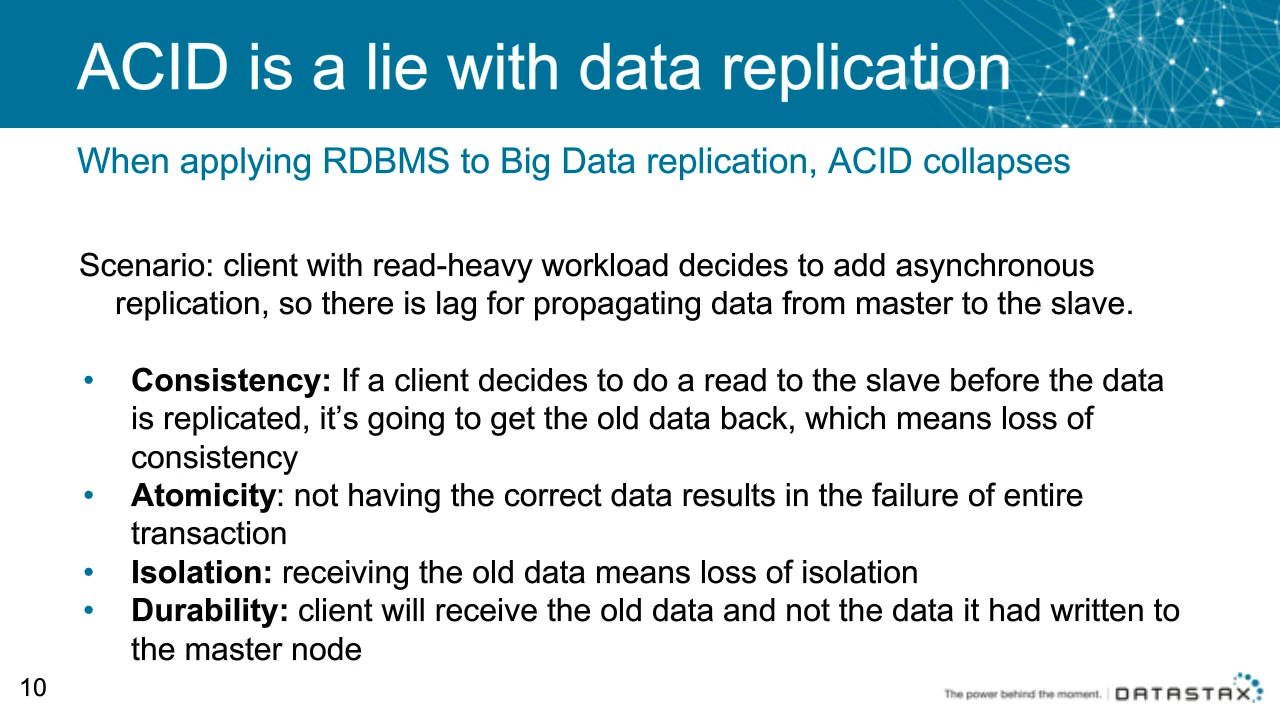 ACID is a lie with data replication
When applying RDBMS to Big Data replication, ACID collapses
Scenario: client with read-heavy workload decides to add asynchronous
replication, so there is lag for propagating data from master to the slave.
• Consistency: If a client decides to do a read to the slave before the data
is replicated, it’s going to get the old data back, which means loss of
consistency
• Atomicity: not having the correct data results in the failure of entire
transaction
• Isolation: receiving the old data means loss of isolation
• Durability: client will receive the old data and not the data it had written to
the master node
10
The power behind the moment. | DATASTAX